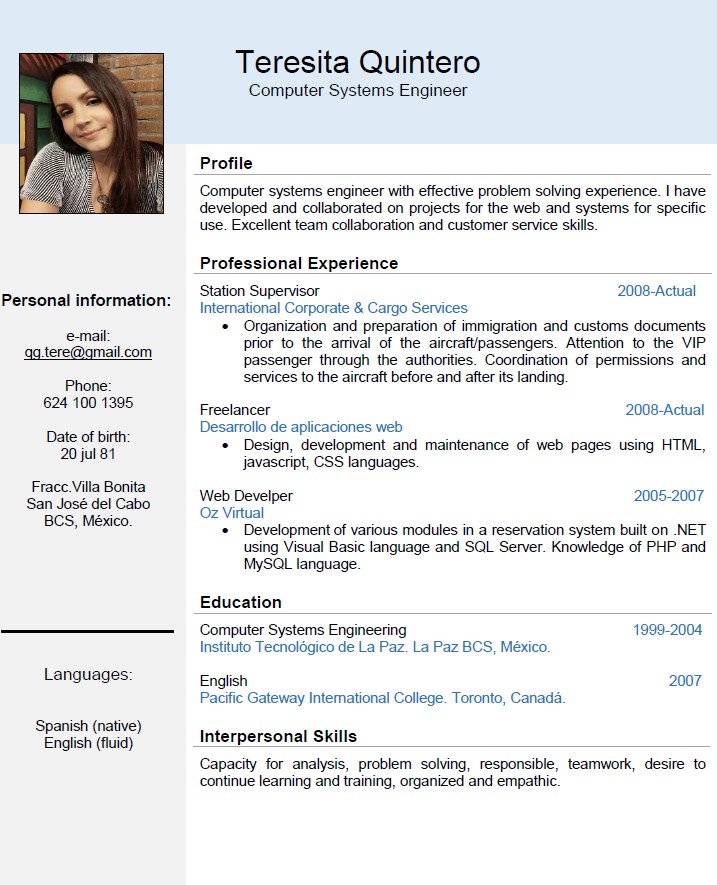 Teresita Quintero
Computer Systems Engineer
Personal information:
e-mail:
qg.tere@gmail.com
Phone:
624 100 1395
Date of birth:
20 jul 81
Fracc.Villa Bonita
San José del Cabo
BCS, México.
Languages:
Spanish (native)
English (fluid)
Profile
Computer systems engineer with effective problem solving experience. I have
developed and collaborated on projects for the web and systems for specific
use. Excellent team collaboration and customer service skills.
Professional Experience
Station Supervisor 2008-Actual
International Corporate & Cargo Services
• Organization and preparation of immigration and customs documents
prior to the arrival of the aircraft/passengers. Attention to the VIP
passenger through the authorities. Coordination of permissions and
services to the aircraft before and after its landing.
Freelancer 2008-Actual
Desarrollo de aplicaciones web
• Design, development and maintenance of web pages using HTML,
javascript, CSS languages.
Web Develper 2005-2007
Oz Virtual
• Development of various modules in a reservation system built on .NET
using Visual Basic language and SQL Server. Knowledge of PHP and
MySQL language.
Education
Computer Systems Engineering 1999-2004
Instituto Tecnológico de La Paz. La Paz BCS, México.
English 2007
Pacific Gateway International College. Toronto, Canadá.
Interpersonal Skills
Capacity for analysis, problem solving, responsible, teamwork, desire to
continue learning and training, organized and empathic.